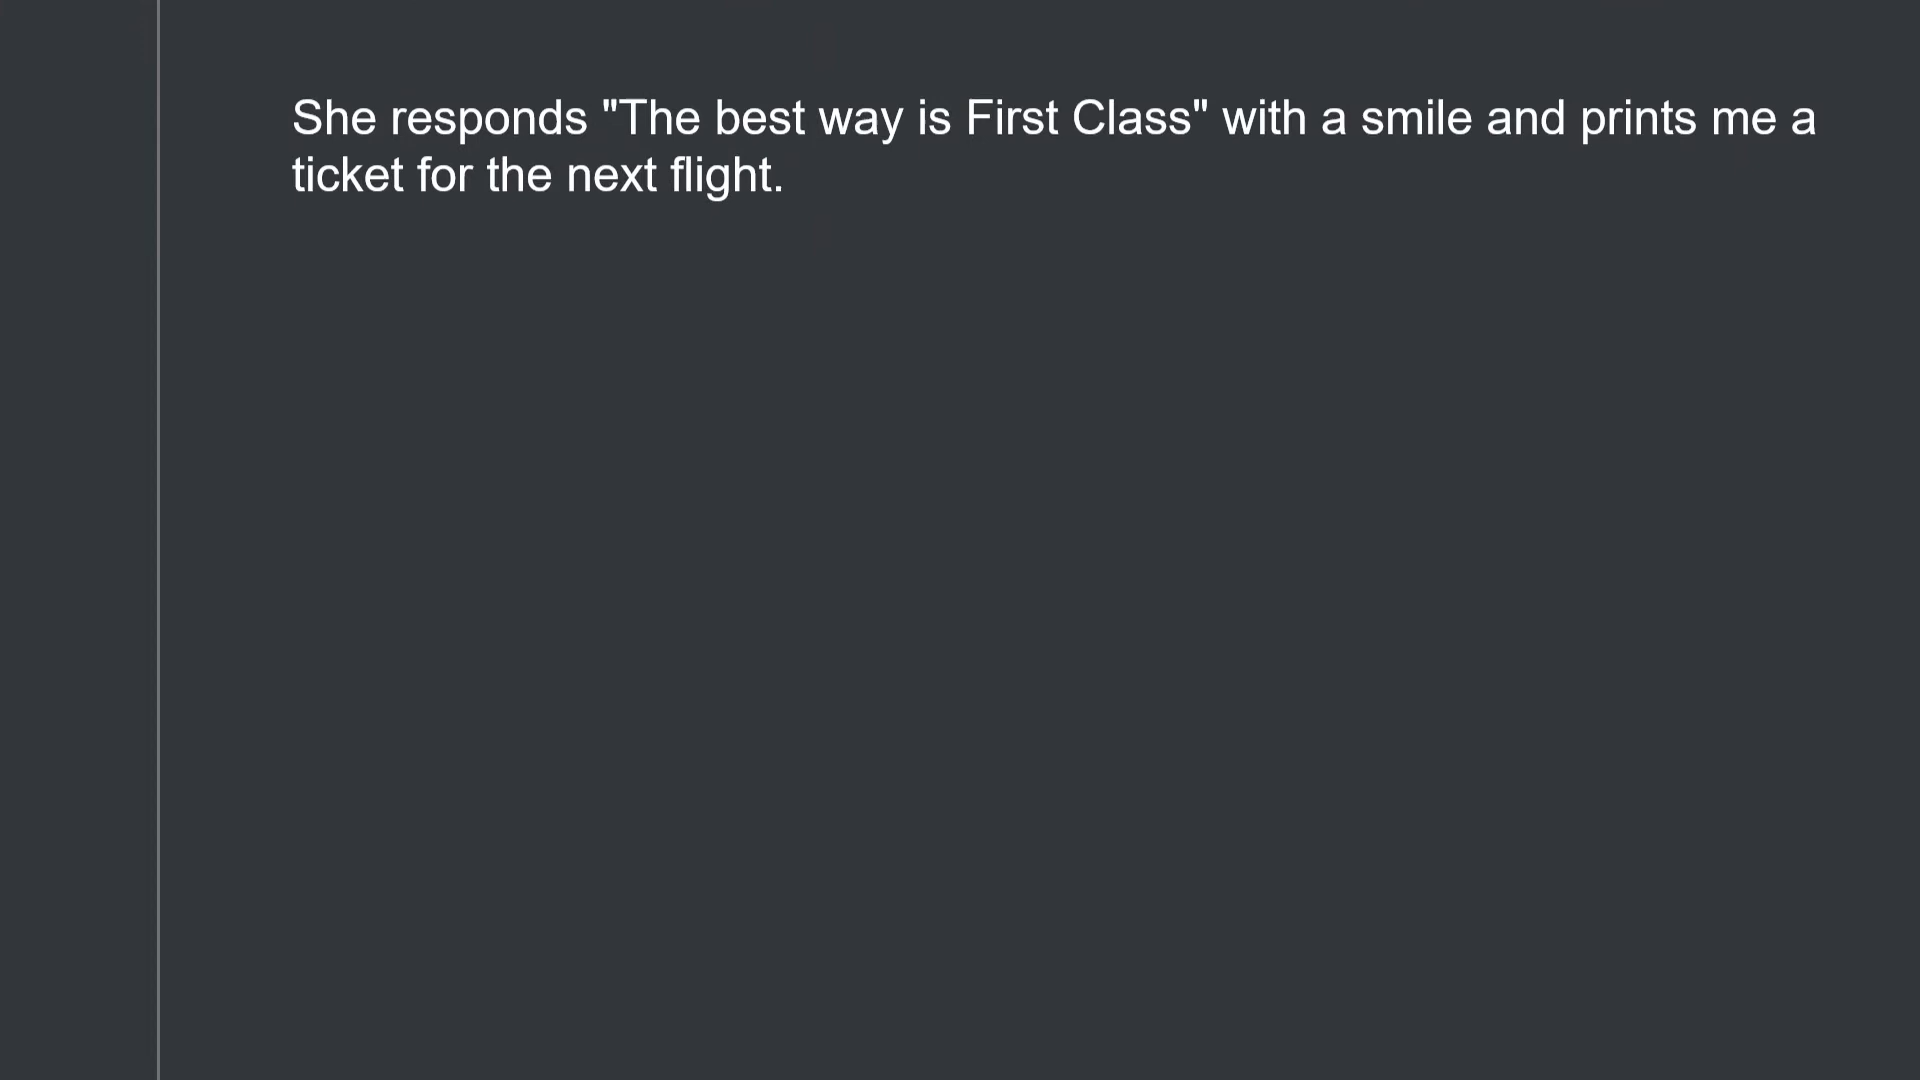 She responds "The best way is First Class" with a smile and prints me a
ticket for the next flight.